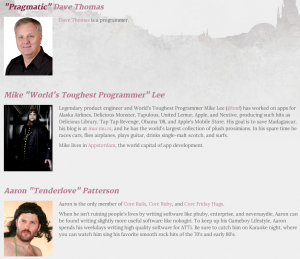 "Pragmatic" Dave Thomas
Dave Thomas is a programmer.
Mike "World's Toughest Programmer" Lee
Legendary product engineer and World's Toughest Programmer Mike Lee (@bmf) has worked on apps for
Alaska Airlines, Delicious Monster, Tapulous, United Lemur, Apple, and Nextive, producing such hits as
Delicious Library, Tap Tap Revenge, Obama '08, and Apple's Mobile Store. His goal is to save Madagascar,
his blog is at and he has the world's largest collection of plush prosimians. In his spare time he
races cars, flies airplanes, plays guitar, drinks single-malt scotch, and surfs.
Mike lives in Appsterdam, the world capital of app development.
Aaron "Tenderlove" Patterson
Aaron is the only member of Core Rails, Core Ruby, and Core Friday Hugs.
When he isn't ruining people's lives by writing software like phuby, enterprise, and neversaydie, Aaron can
be found writing slightly more useful software like nokogiri. To keep up his Gameboy Lifestyle, Aaron
spends his weekdays writing high quality software for ATTi. Be sure to catch him on Karaoke night, where
you can watch him sing his favorite smooth rock hits of the 70's and early 80's.